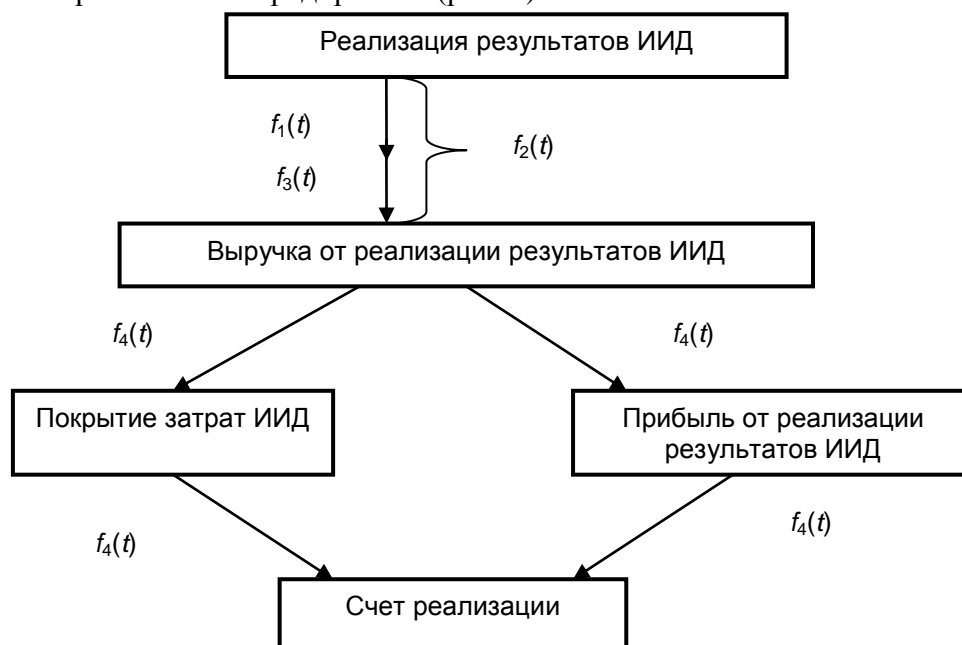 Реализация результатов ИИД
f₁(t)
f₂(t)
f₃(t)
Выручка от реализации результатов ИИД
f₄(t)
f₄(t)
Покрытие затрат ИИД
Прибыль от реализации
результатов ИИД
f₄(t)
f₄(t)
Счет реализации